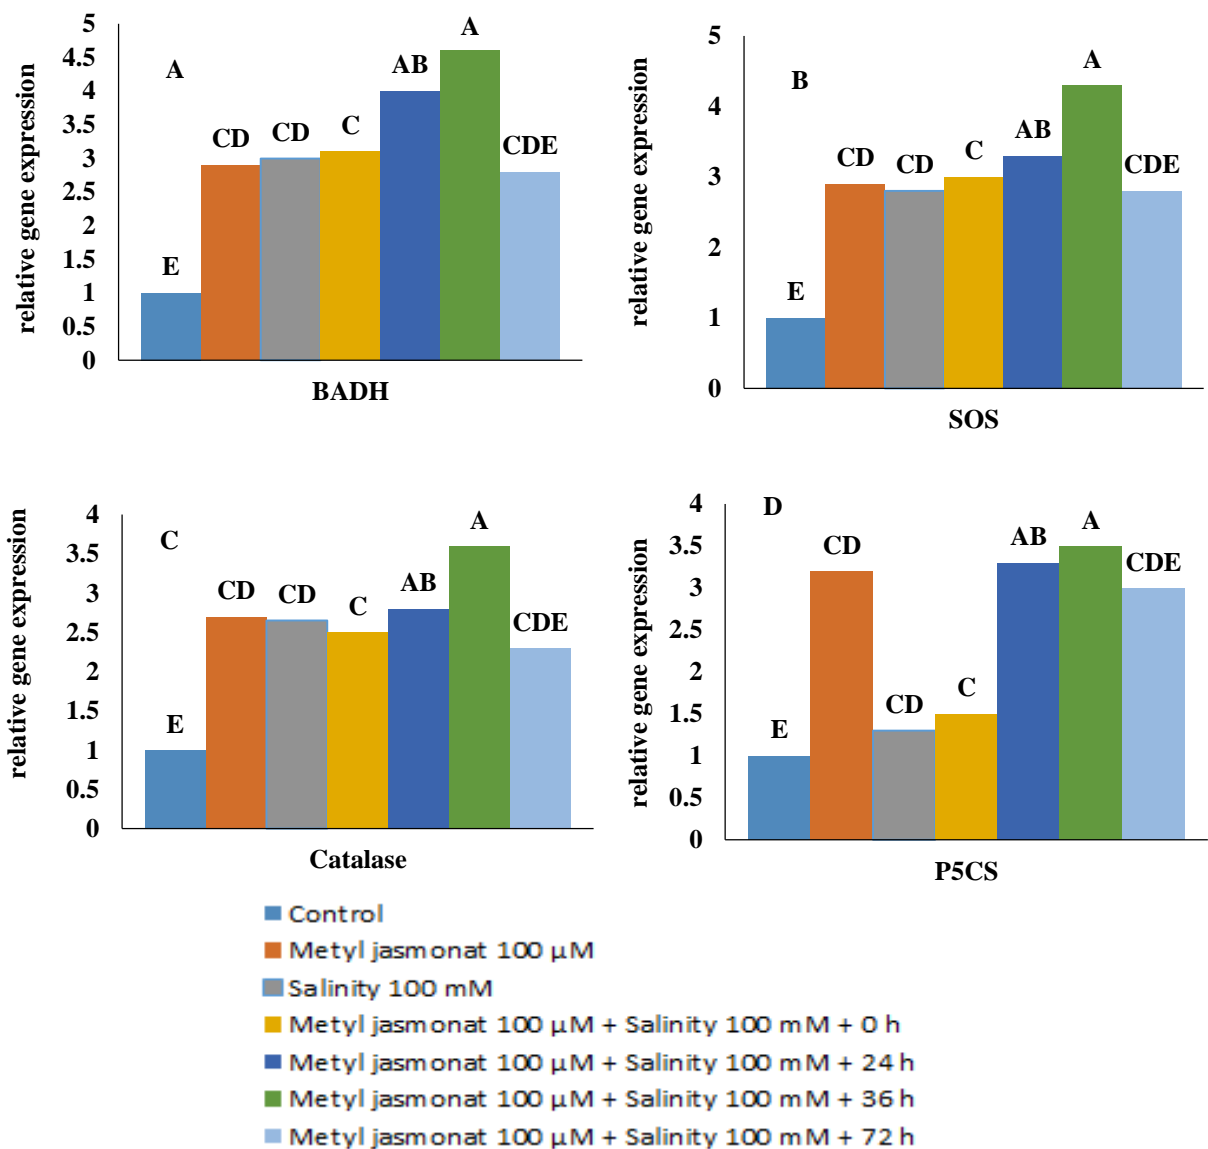 relative gene expression
5
4.5
4
3.5
3
2.5
2
1.5
1
0.5
0
A
E
CD
CD
C
AB
A
CDE
BADH
relative gene expression
5
4
3
2
1
0
B
E
CD
CD
C
AB
A
CDE
SOS
relative gene expression
4
3.5
3
2.5
2
1.5
1
0.5
0
C
E
CD
CD
C
AB
A
CDE
Catalase
relative gene expression
4
3.5
3
2.5
2
1.5
1
0.5
0
D
E
CD
CD
C
AB
A
CDE
P5CS
Control
Metyl jasmonat 100 µM
Salinity 100 mM
Metyl jasmonat 100 µM + Salinity 100 mM + 0 h
Metyl jasmonat 100 µM + Salinity 100 mM + 24 h
Metyl jasmonat 100 µM + Salinity 100 mM + 36 h
Metyl jasmonat 100 µM + Salinity 100 mM + 72 h